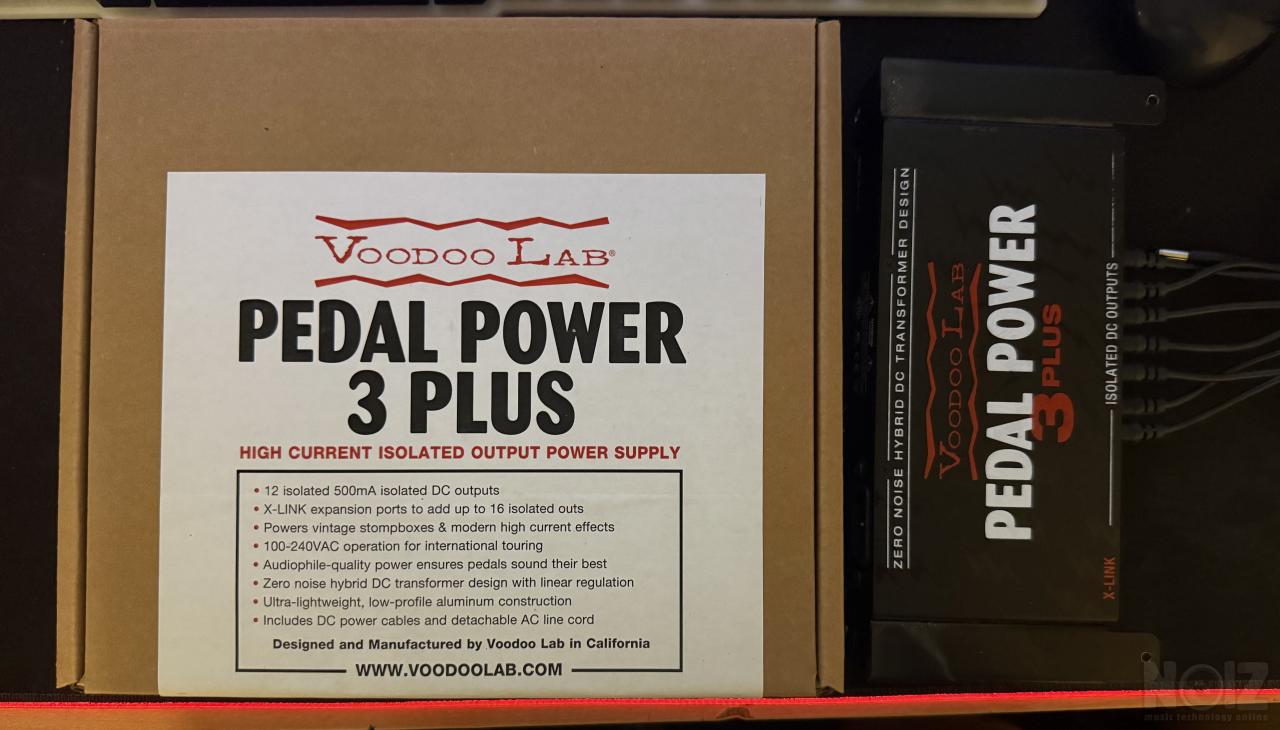 VOODOO LAB®
PEDAL POWER
3 PLUS
HIGH CURRENT ISOLATED OUTPUT POWER SUPPLY
• 12 isolated 500mA isolated DC outputs
• X-LINK expansion ports to add up to 16 isolated outs
• Powers vintage stompboxes & modern high current effects
• 100-240VAC operation for international touring
• Audiophile-quality power ensures pedals sound their best
• Zero noise hybrid DC transformer design with linear regulation
• Ultra-lightweight, low-profile aluminum construction
• Includes DC power cables and detachable AC line cord
Designed and Manufactured by Voodoo Lab in California
WWW.VOODOOLAB.COM
ZERO NOISE HYBRID DC TRANSFORMER DESIGN
VOODOO LAB
PEDAL POWER
3 PLUS
X-LINK
ISOLATED DC OUTPUTS
NOIZ
music technology online